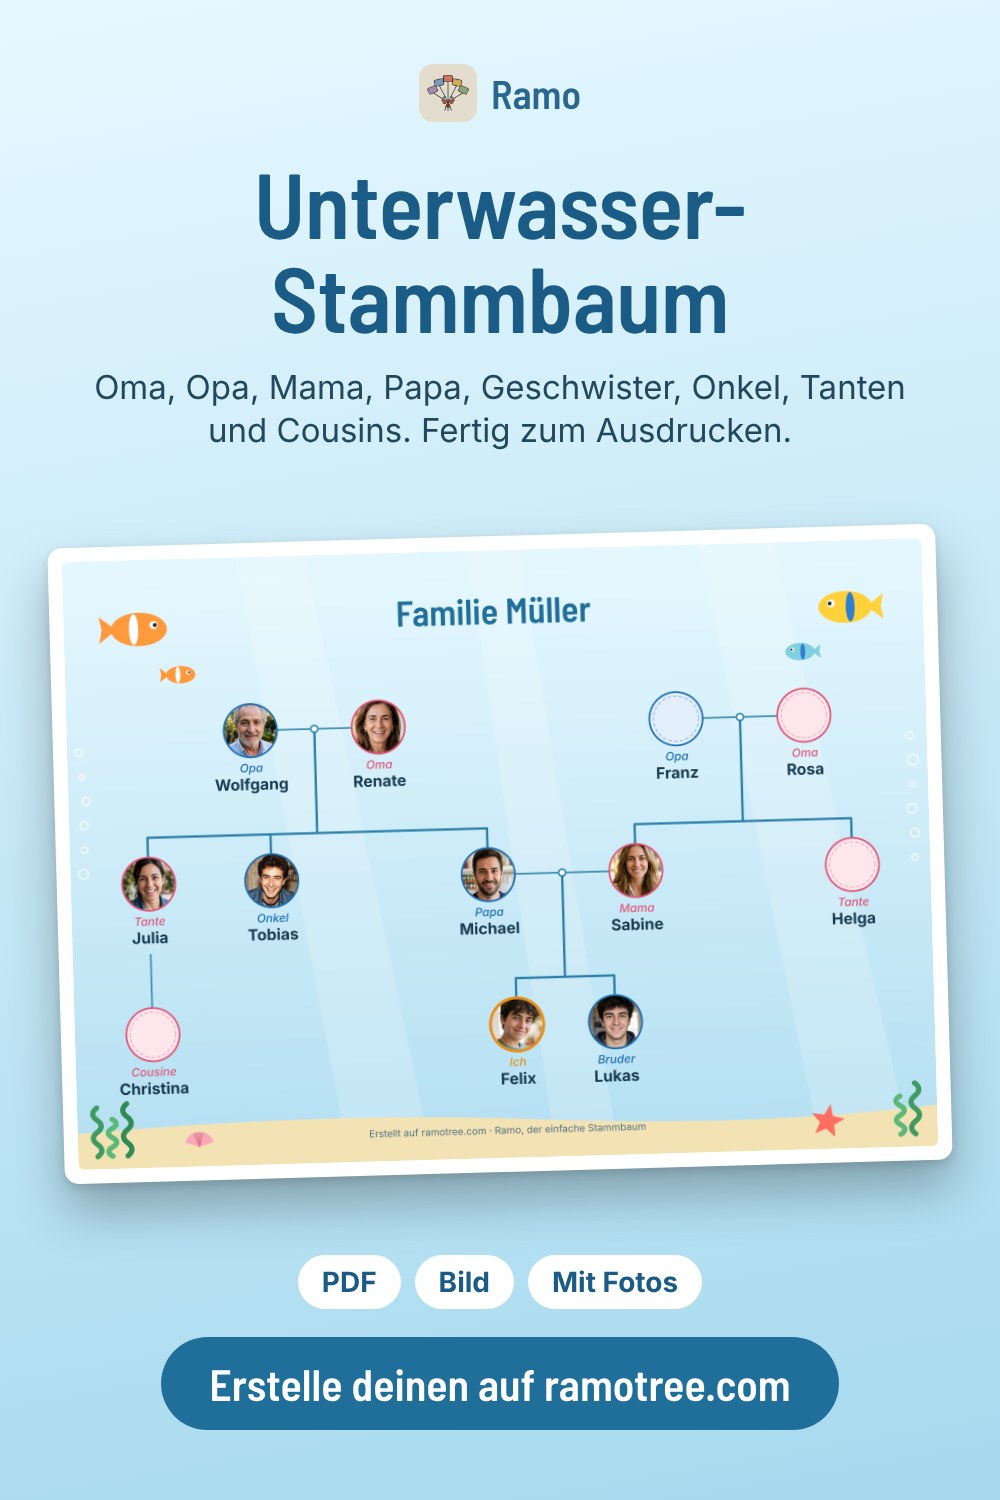 Ramo
Unterwasser-
Stammbaum
Oma, Opa, Mama, Papa, Geschwister, Onkel, Tanten
und Cousins. Fertig zum Ausdrucken.
Familie Müller
Opa
Wolfgang
Oma
Renate
Opa
Franz
Oma
Rosa
Tante
Julia
Onkel
Tobias
Papa
Michael
Mama
Sabine
Tante
Helga
Cousine
Christina
Ich
Felix
Bruder
Lukas
Erstellt auf ramotree.com · Ramo, der einfache Stammbaum
PDF
Bild
Mit Fotos
Erstelle deinen auf ramotree.com